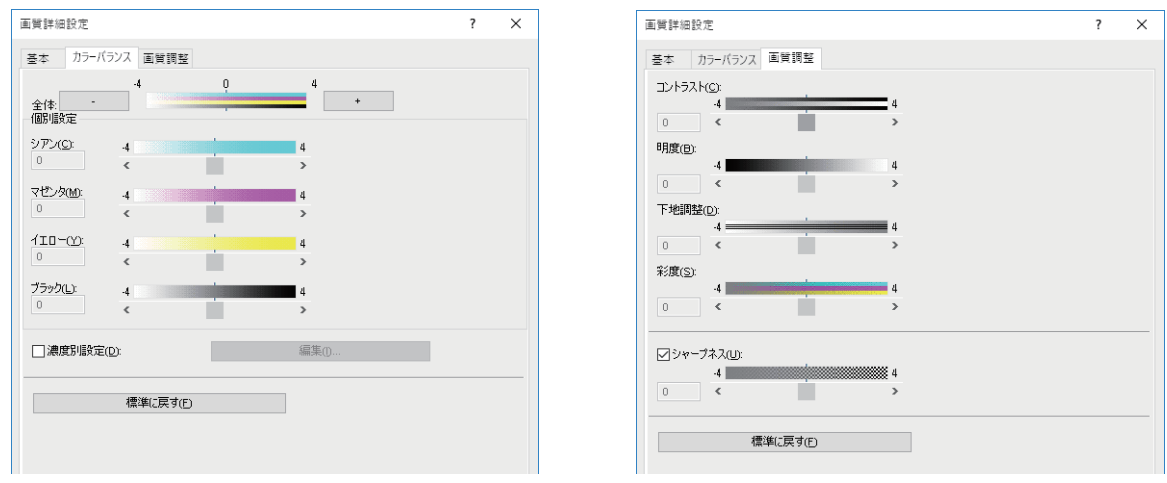 画質詳細設定 ? ×
基本 カラーバランス 画質調整
-4 0 4
全体: - +
個別設定
シアン(C):
0
-4 4
< >
マゼンタ(M):
0
-4 4
< >
イエロー(Y):
0
-4 4
< >
ブラック(L):
0
-4 4
< >
濃度別設定(D): 編集(I)...
標準に戻す(F)
画質詳細設定 ? ×
基本 カラーバランス 画質調整
コントラスト(C):
-4 4
0 < >
明度(B):
-4 4
0 < >
下地調整(D):
-4 4
0 < >
彩度(S):
-4 4
0 < >
シャープネス(U):
-4 4
0 < >
標準に戻す(F)